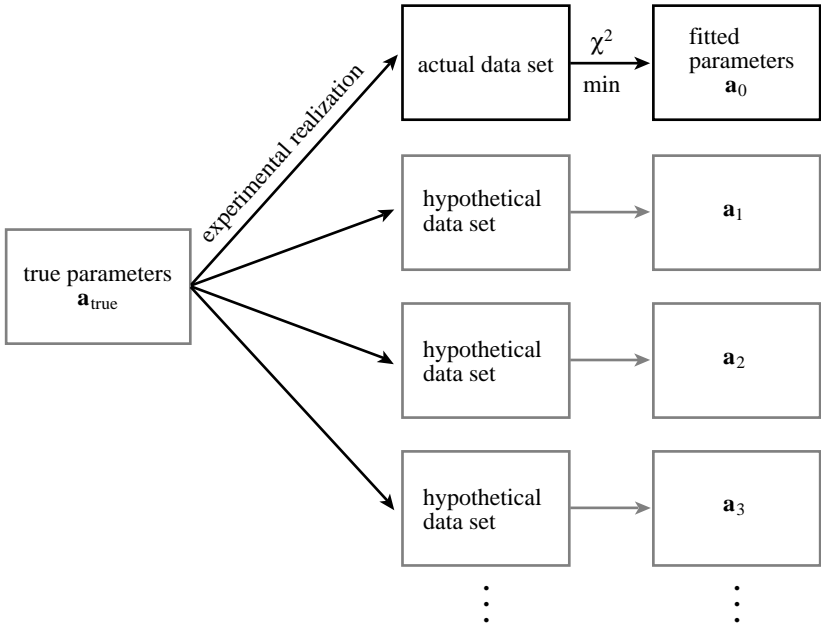 actual data set
χ²
min
fitted
parameters
a₀
experimental realization
hypothetical
data set
a₁
true parameters
a_true
hypothetical
data set
a₂
hypothetical
data set
a₃